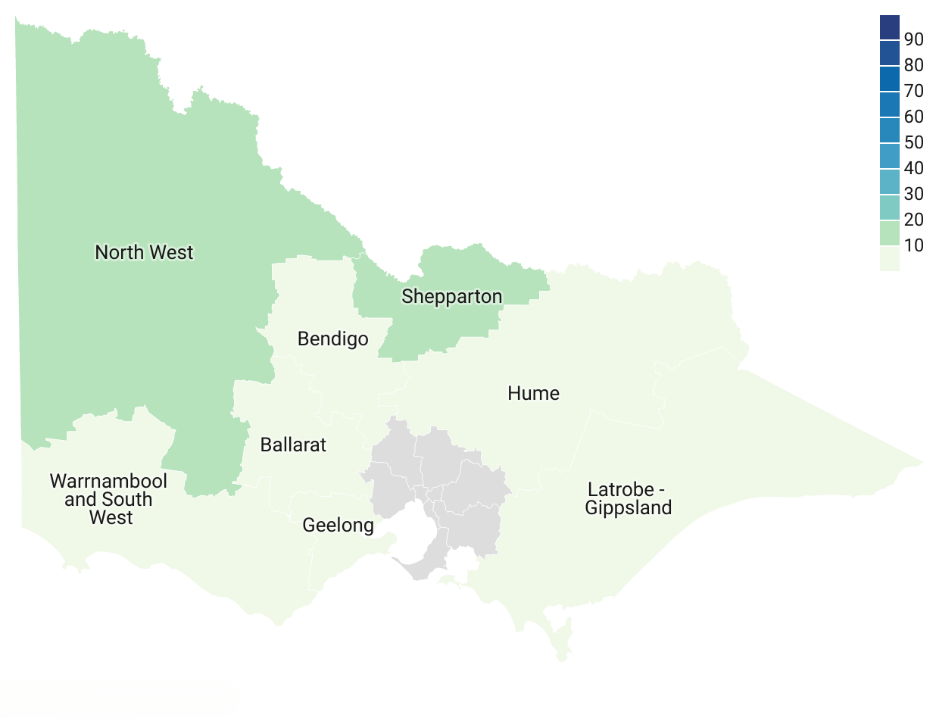 90
80
70
60
50
40
30
20
10
North West
Shepparton
Bendigo
Hume
Ballarat
Warrnambool
and South
West
Latrobe -
Gippsland
Geelong